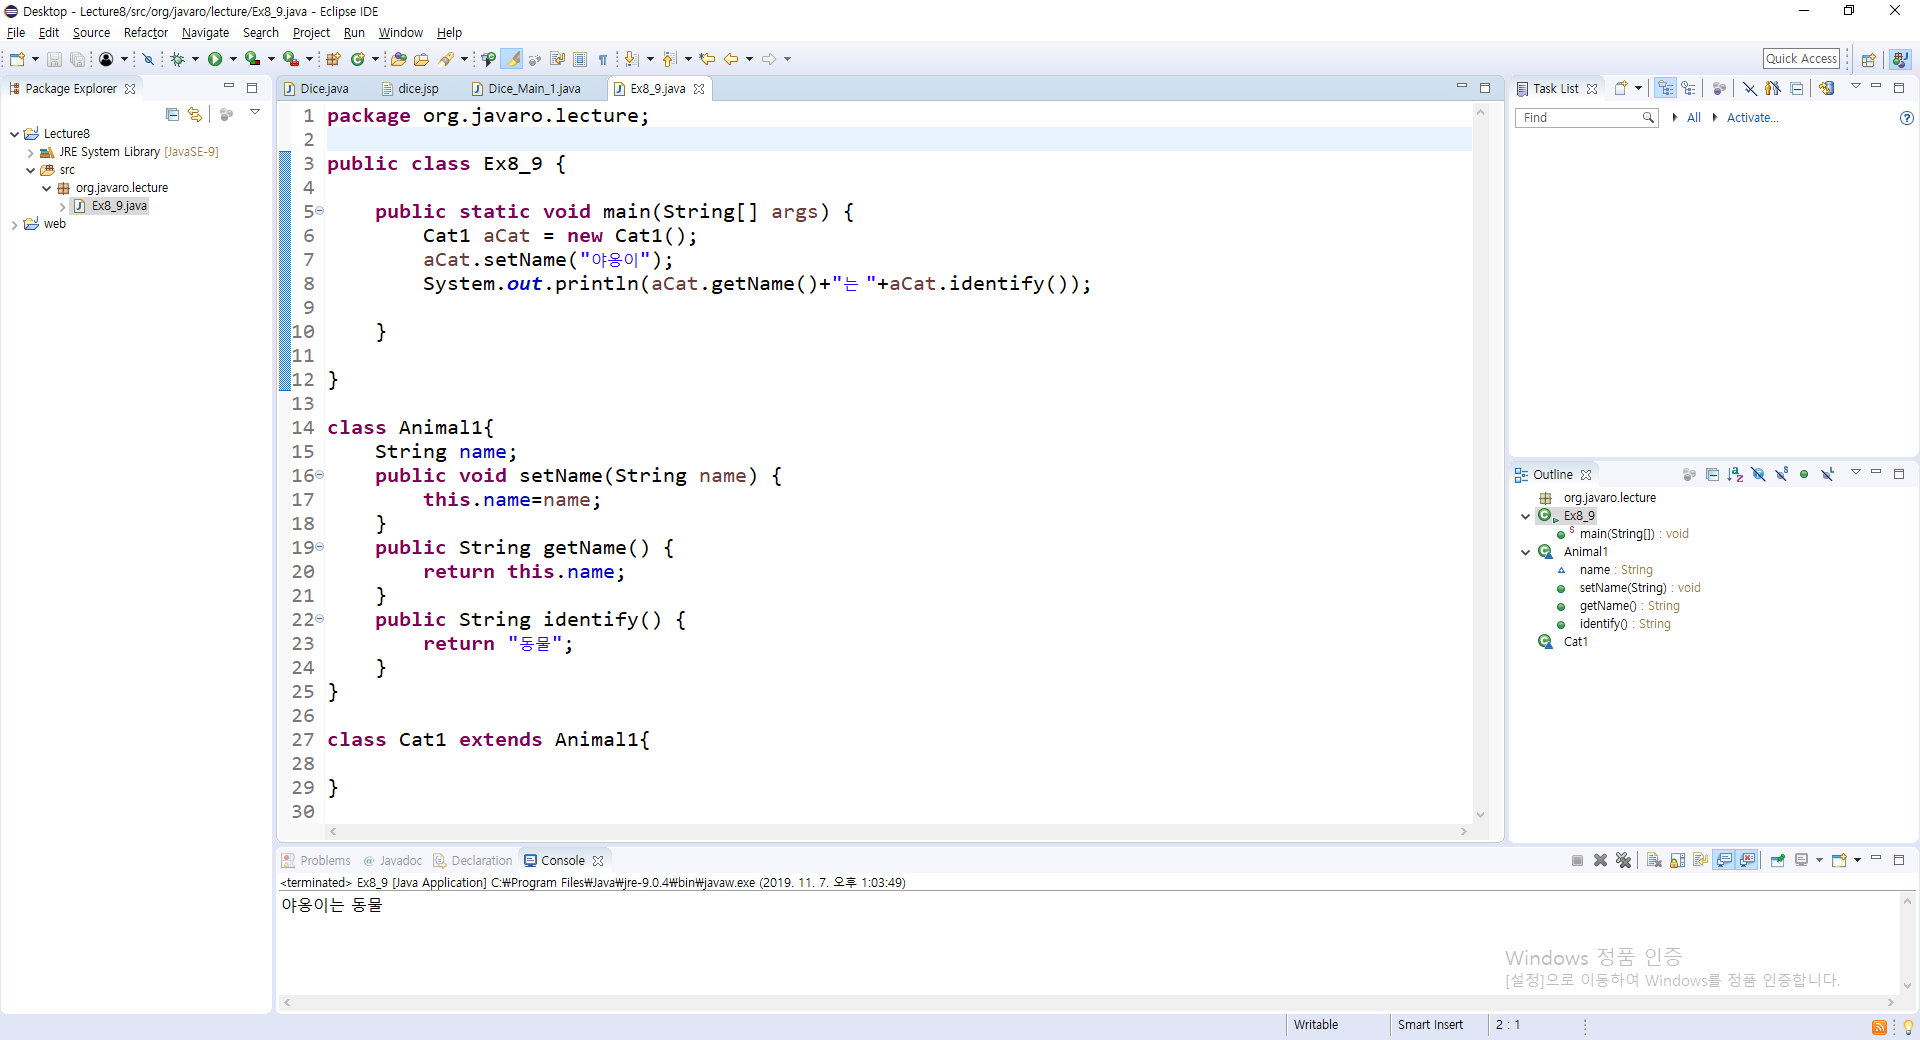 Desktop - Lecture8/src/org/javaro/lecture/Ex8_9.java - Eclipse IDE
File Edit Source Refactor Navigate Search Project Run Window Help
Quick Access
Package Explorer
Lecture8
JRE System Library [JavaSE-9]
src
org.javaro.lecture
Ex8_9.java
web
Dice.java dice.jsp Dice_Main_1.java Ex8_9.java
1 package org.javaro.lecture;
2
3 public class Ex8_9 {
4
5 public static void main(String[] args) {
6 Cat1 aCat = new Cat1();
7 aCat.setName("야옹이");
8 System.out.println(aCat.getName()+"는 "+aCat.identify());
9
10 }
11
12 }
13
14 class Animal1{
15 String name;
16 public void setName(String name) {
17 this.name=name;
18 }
19 public String getName() {
20 return this.name;
21 }
22 public String identify() {
23 return "동물";
24 }
25 }
26
27 class Cat1 extends Animal1{
28
29 }
30
Task List
Find
All
Activate...
Outline
org.javaro.lecture
Ex8_9
main(String[]) : void
Animal1
name : String
setName(String) : void
getName() : String
identify() : String
Cat1
Problems Javadoc Declaration Console
<terminated> Ex8_9 [Java Application] C:₩Program Files₩Java₩jre-9.0.4₩bin₩javaw.exe (2019. 11. 7. 오후 1:03:49)
야옹이는 동물
Windows 정품 인증
[설정]으로 이동하여 Windows를 정품 인증합니다.
Writable Smart Insert 2 : 1